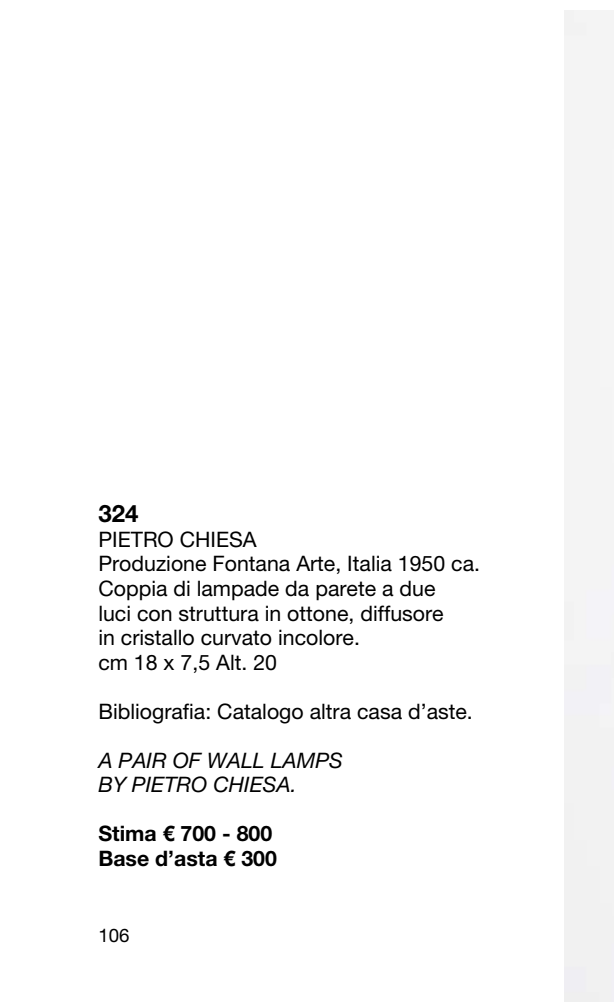 324
PIETRO CHIESA
Produzione Fontana Arte, Italia 1950 ca.
Coppia di lampade da parete a due
luci con struttura in ottone, diffusore
in cristallo curvato incolore.
cm 18 x 7,5 Alt. 20
Bibliografia: Catalogo altra casa d’aste.
A PAIR OF WALL LAMPS
BY PIETRO CHIESA.
Stima € 700 - 800
Base d’asta € 300
106